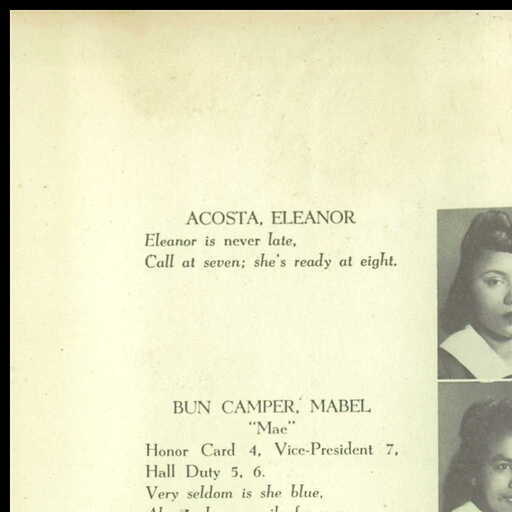 ACOSTA, ELEANOR
Eleanor is never late,
Call at seven; she's ready at eight.
BUN CAMPER, MABEL
"Mae"
Honor Card 4, Vice-President 7,
Hall Duty 5, 6.
Very seldom is she blue,